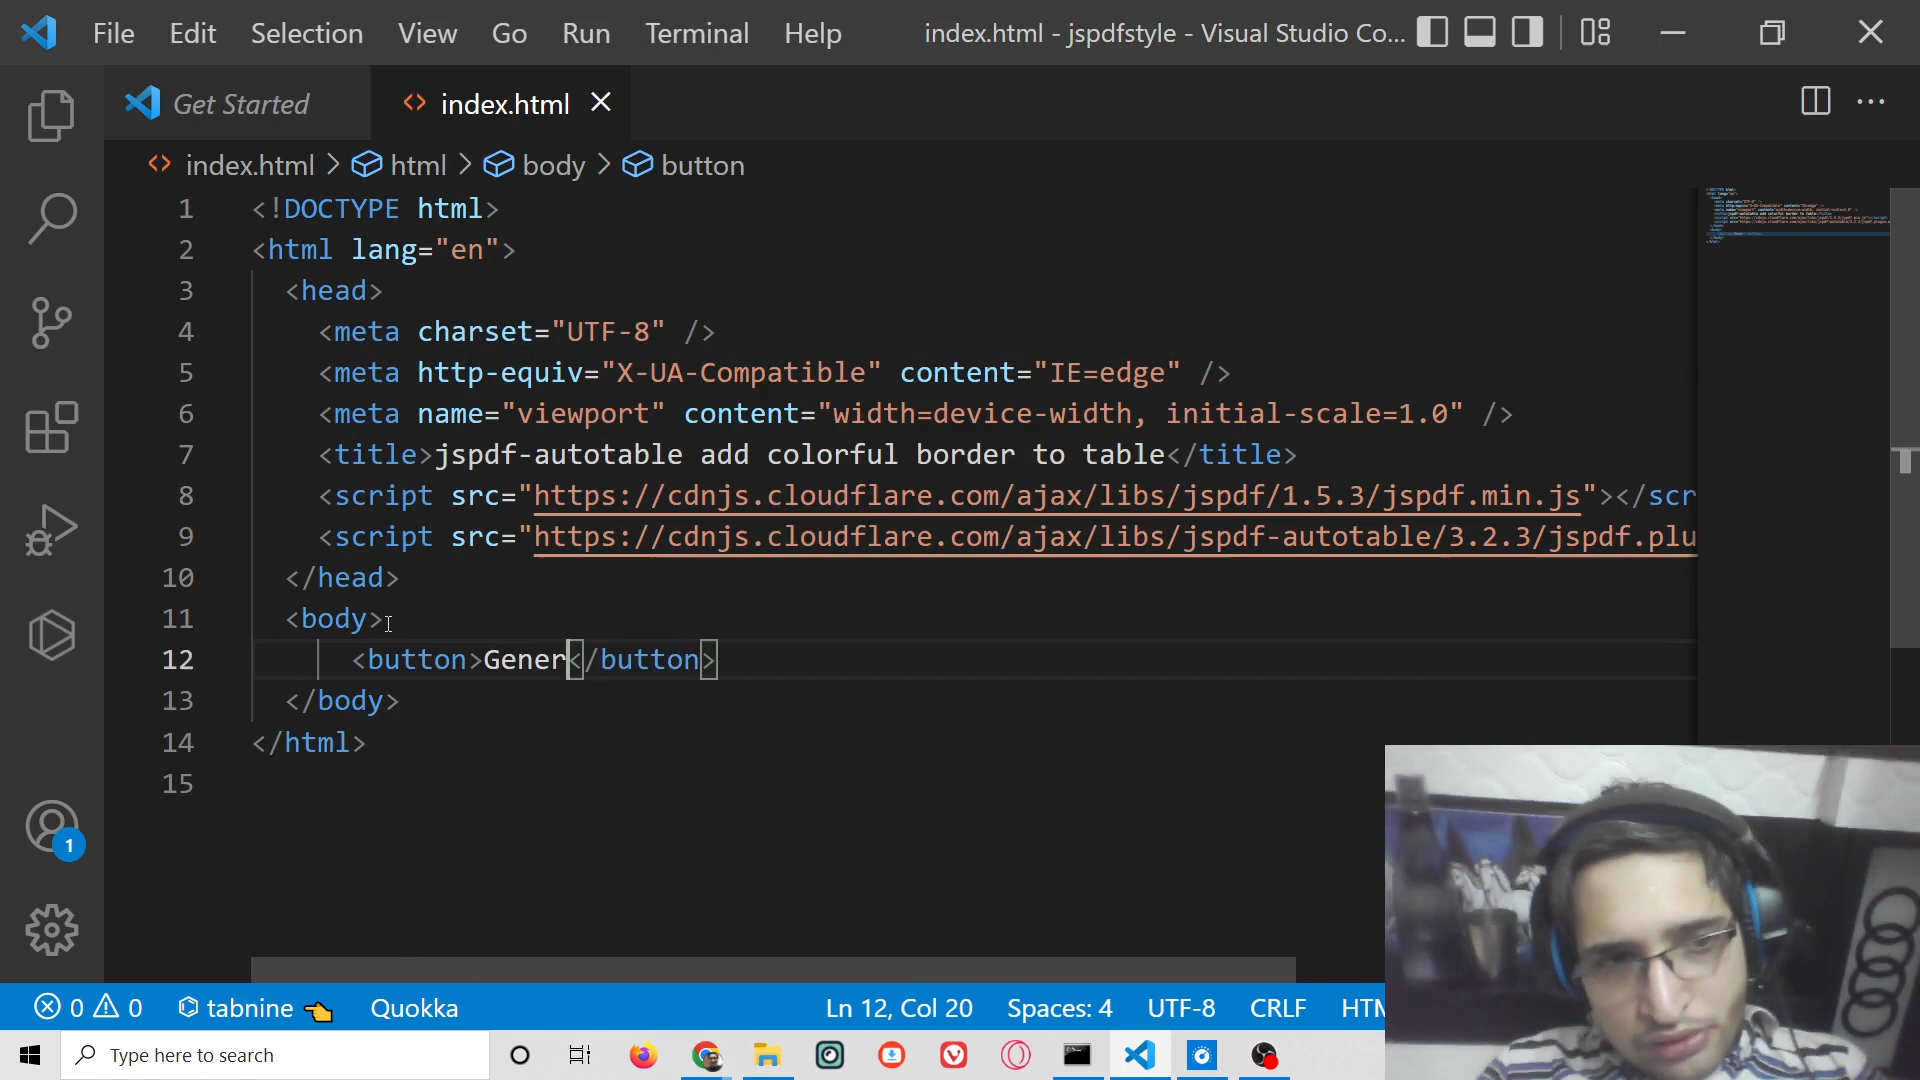 File Edit Selection View Go Run Terminal Help index.html - jspdfstyle - Visual Studio Co...
Get Started index.html
index.html > html > body > button
1 <!DOCTYPE html>
2 <html lang="en">
3 <head>
4 <meta charset="UTF-8" />
5 <meta http-equiv="X-UA-Compatible" content="IE=edge" />
6 <meta name="viewport" content="width=device-width, initial-scale=1.0" />
7 <title>jspdf-autotable add colorful border to table</title>
8 <script src="https://cdnjs.cloudflare.com/ajax/libs/jspdf/1.5.3/jspdf.min.js"></scr
9 <script src="https://cdnjs.cloudflare.com/ajax/libs/jspdf-autotable/3.2.3/jspdf.plu
10 </head>
11 <body>
12 <button>Gener</button>
13 </body>
14 </html>
15
1
0 0 tabnine Quokka Ln 12, Col 20 Spaces: 4 UTF-8 CRLF HTM
Type here to search